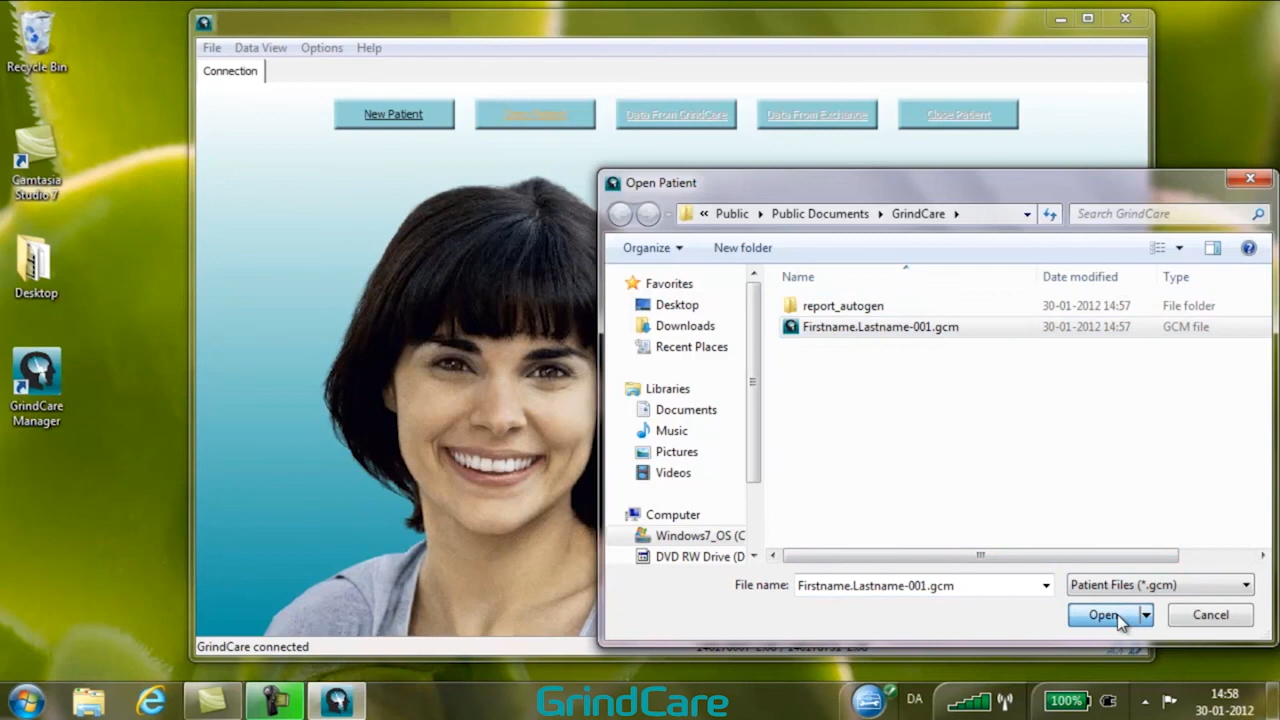 Recycle Bin
Camtasia
Studio 7
Desktop
GrindCare
Manager
File Data View Options Help
Connection
New Patient
Data From GrindCare
Data From Exchange
Close Patient
GrindCare connected
Open Patient
« Public Public Documents GrindCare
Search GrindCare
Organize New folder
Name Date modified Type
report_autogen 30-01-2012 14:57 File folder
Firstname.Lastname-001.gcm 30-01-2012 14:57 GCM file
Favorites
Desktop
Downloads
Recent Places
Libraries
Documents
Music
Pictures
Videos
Computer
Windows7_OS (C
DVD RW Drive (D
File name: Firstname.Lastname-001.gcm Patient Files (*.gcm)
Open Cancel
GrindCare
DA
100%
14:58
30-01-2012